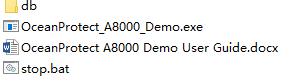 db
OceanProtect_A8000_Demo.exe
OceanProtect A8000 Demo User Guide.docx
stop.bat